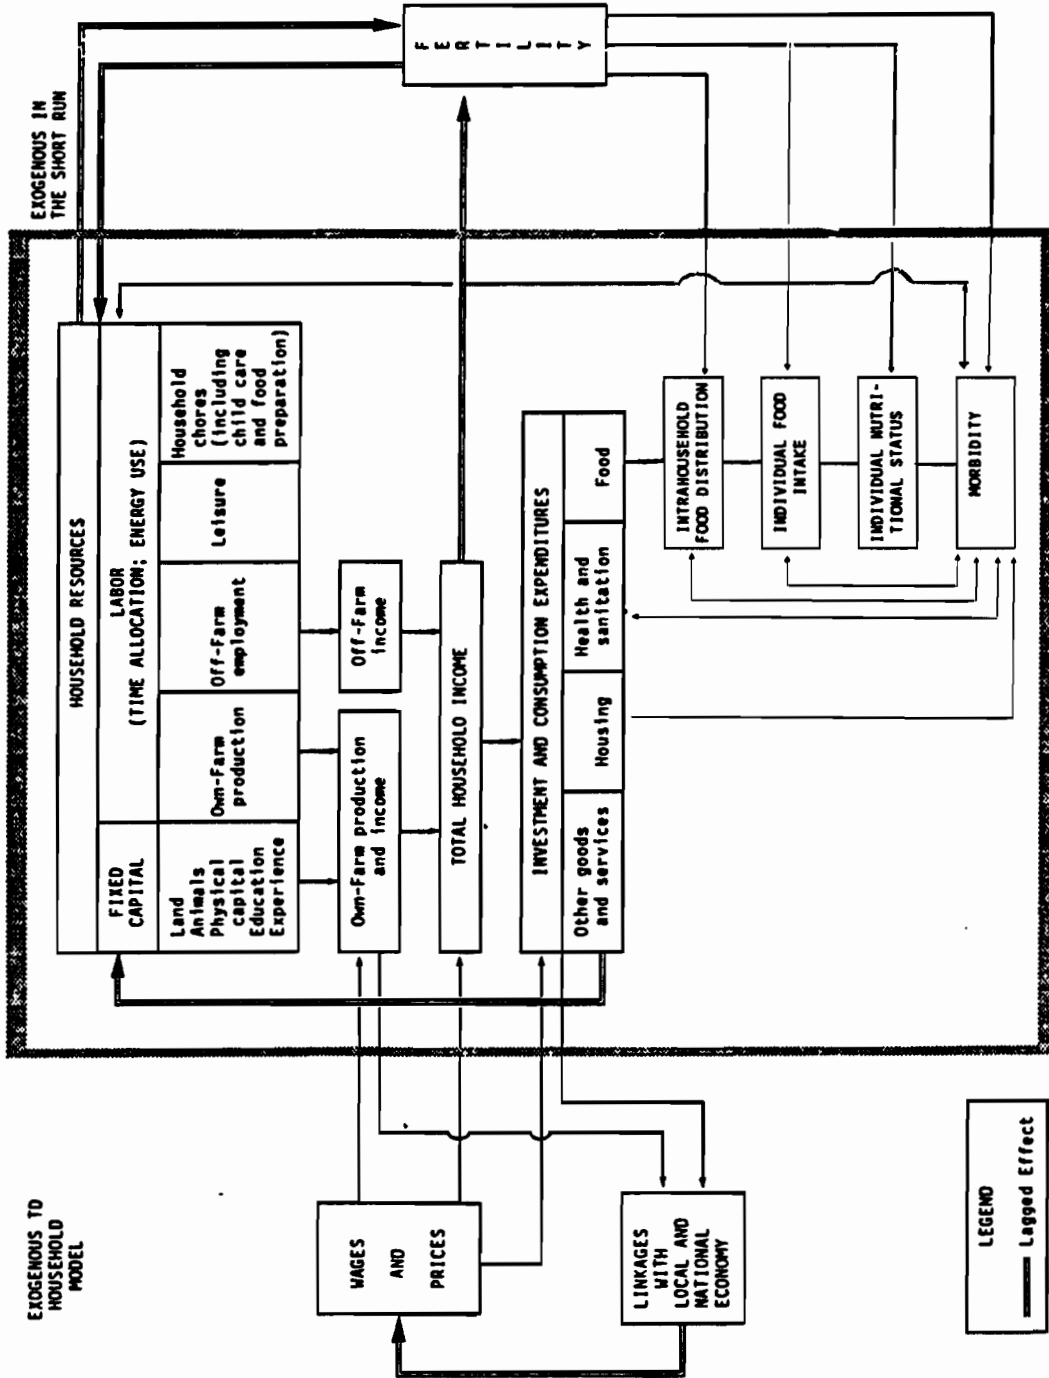 EXOGENOUS TO
HOUSEHOLD
MODEL
EXOGENOUS IN
THE SHORT RUN
HOUSEHOLD RESOURCES
FIXED
CAPITAL
LABOR
(TIME ALLOCATION; ENERGY USE)
Land
Animals
Physical
capital
Education
Experience
Own-Farm
production
Off-Farm
employment
Leisure
Household
chores
(including
child care
and food
preparation)
Own-Farm production
and income
Off-Farm
income
TOTAL HOUSEHOLD INCOME
INVESTMENT AND CONSUMPTION EXPENDITURES
Other goods
and services
Housing
Health and
sanitation
Food
INTRAHOUSEHOLD
FOOD DISTRIBUTION
INDIVIDUAL FOOD
INTAKE
INDIVIDUAL NUTRI-
TIONAL STATUS
MORBIDITY
FERTILITY
WAGES
AND
PRICES
LINKAGES
WITH
LOCAL AND
NATIONAL
ECONOMY
LEGEND
Lagged Effect